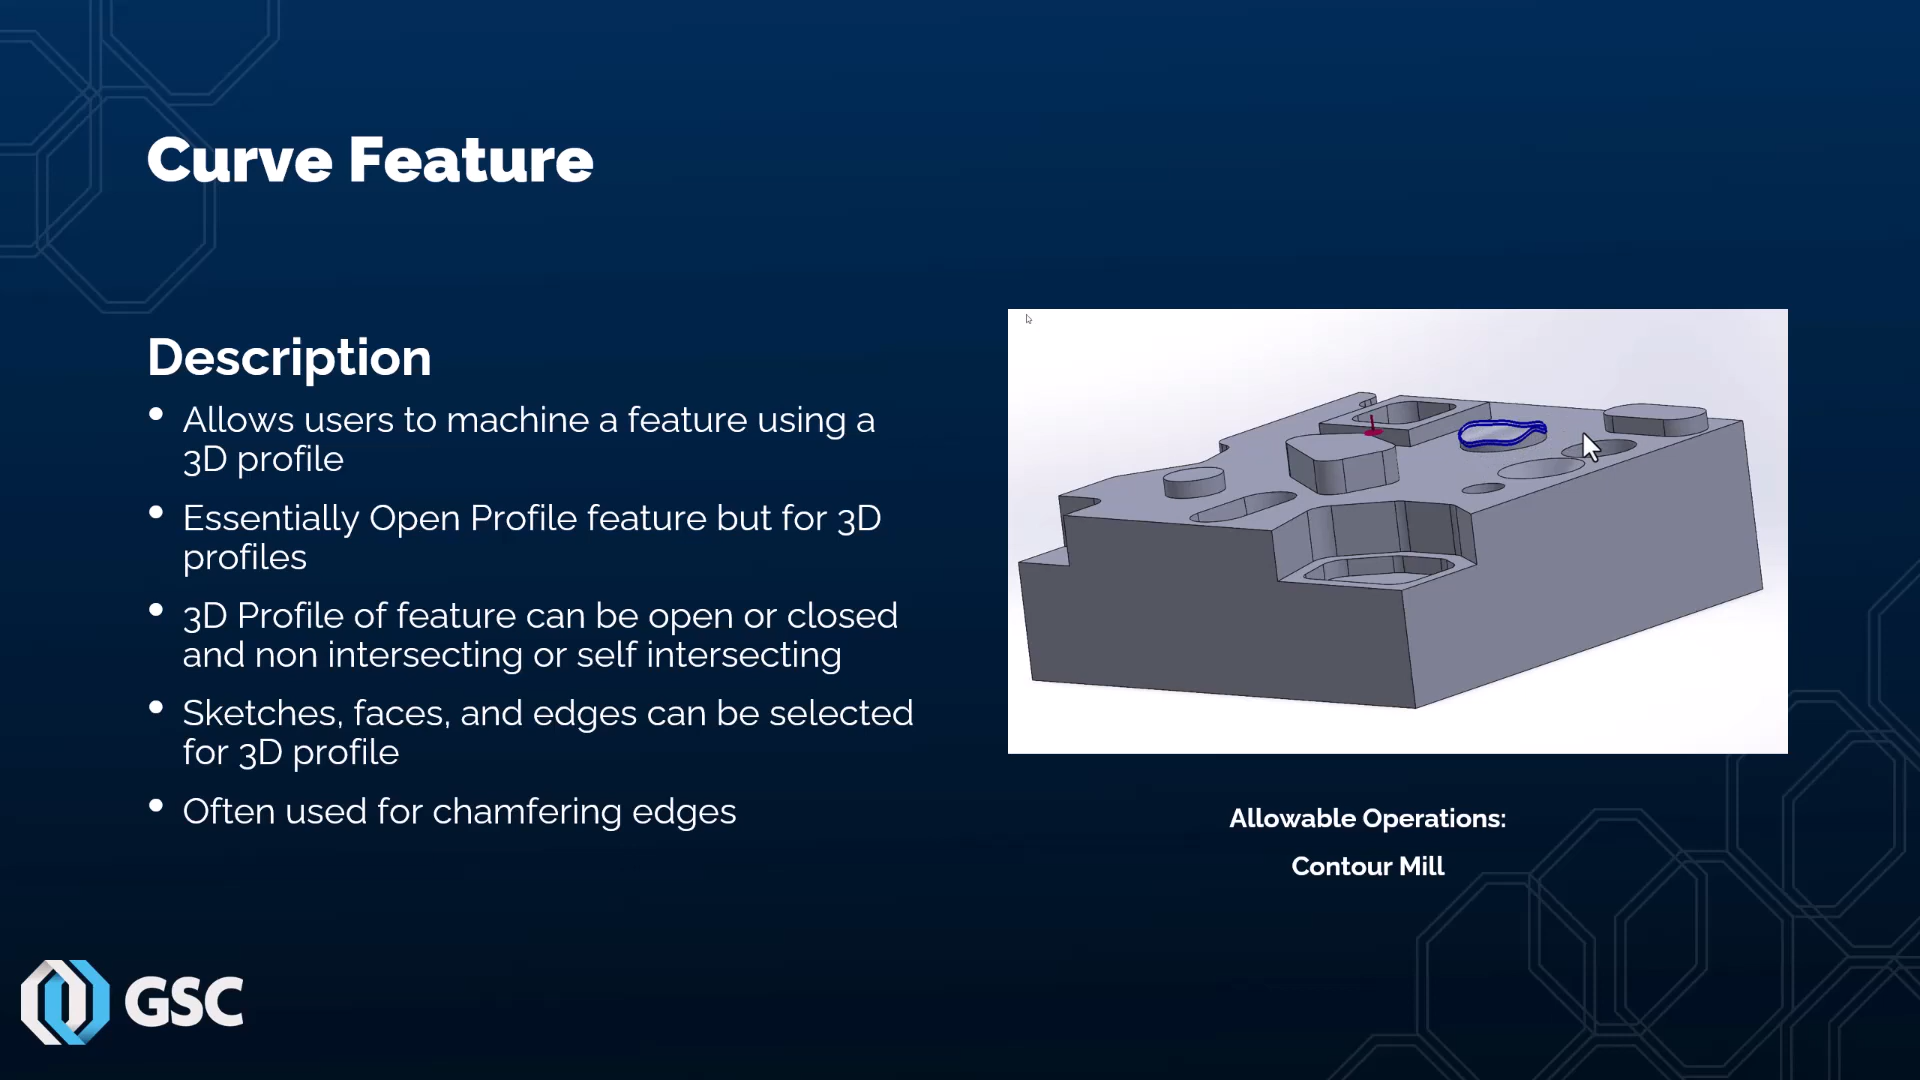 Curve Feature
Description
• Allows users to machine a feature using a
3D profile
• Essentially Open Profile feature but for 3D
profiles
• 3D Profile of feature can be open or closed
and non intersecting or self intersecting
• Sketches, faces, and edges can be selected
for 3D profile
• Often used for chamfering edges
Allowable Operations:
Contour Mill
GSC